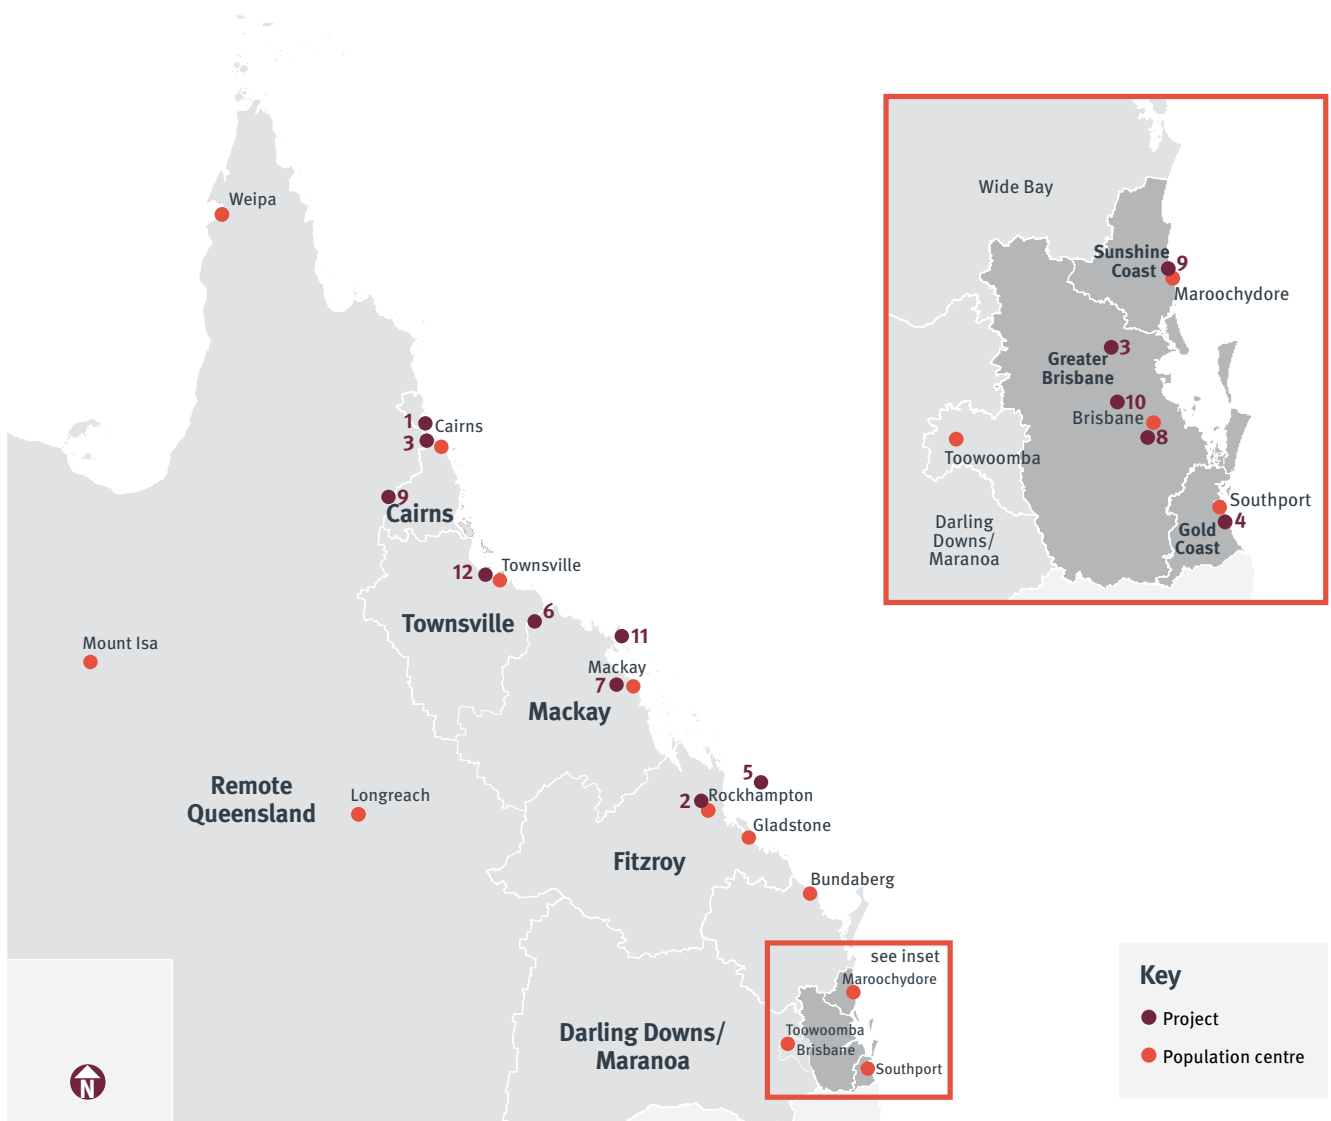 Weipa
1
Cairns
3
9
Cairns
12
Townsville
6
Townsville
11
Mount Isa
Mackay
7
Mackay
5
Remote
Queensland
Longreach
2
Rockhampton
Gladstone
Fitzroy
Bundaberg
see inset
Maroochydore
Darling Downs/
Maranoa
Toowoomba
Brisbane
Southport
N
Wide Bay
Sunshine
Coast
9
Maroochydore
3
Greater
Brisbane
10
Brisbane
8
Toowoomba
Southport
4
Gold
Coast
Darling
Downs/
Maranoa
Key
Project
Population centre